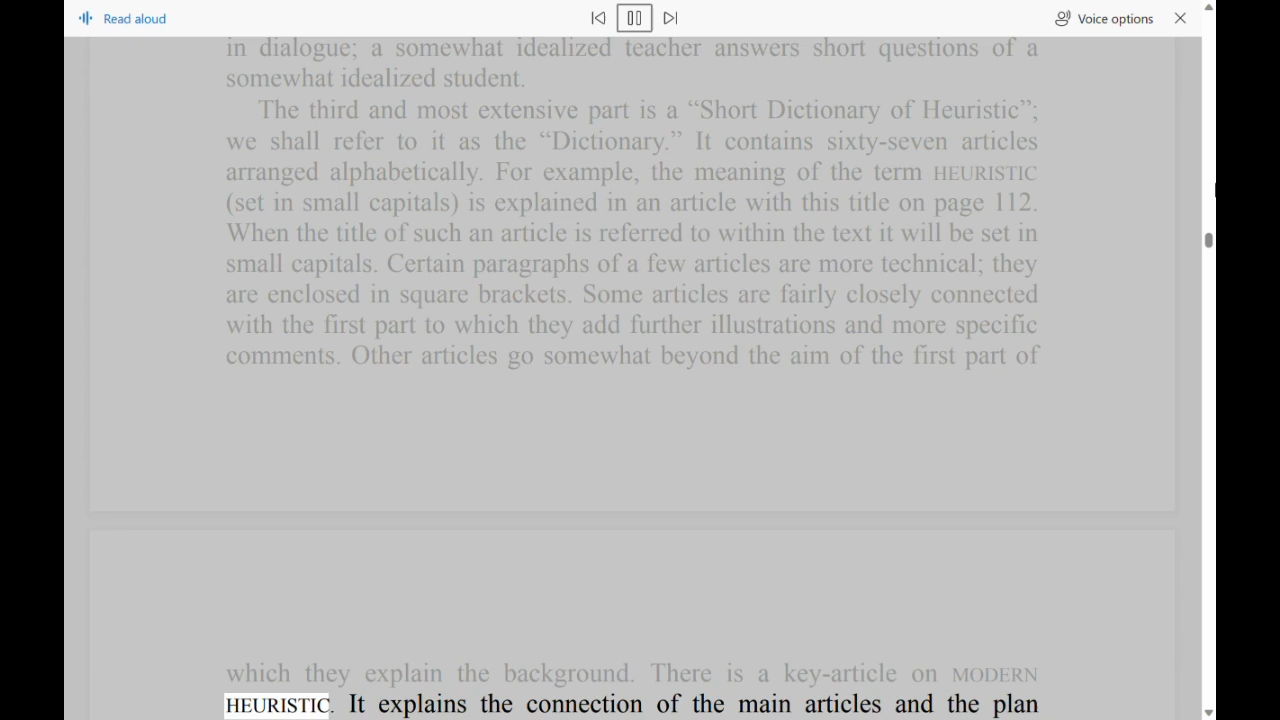 Read aloud
Voice options
in dialogue; a somewhat idealized teacher answers short questions of a
somewhat idealized student.
The third and most extensive part is a “Short Dictionary of Heuristic”;
we shall refer to it as the “Dictionary.” It contains sixty-seven articles
arranged alphabetically. For example, the meaning of the term HEURISTIC
(set in small capitals) is explained in an article with this title on page 112.
When the title of such an article is referred to within the text it will be set in
small capitals. Certain paragraphs of a few articles are more technical; they
are enclosed in square brackets. Some articles are fairly closely connected
with the first part to which they add further illustrations and more specific
comments. Other articles go somewhat beyond the aim of the first part of
which they explain the background. There is a key-article on MODERN
HEURISTIC. It explains the connection of the main articles and the plan